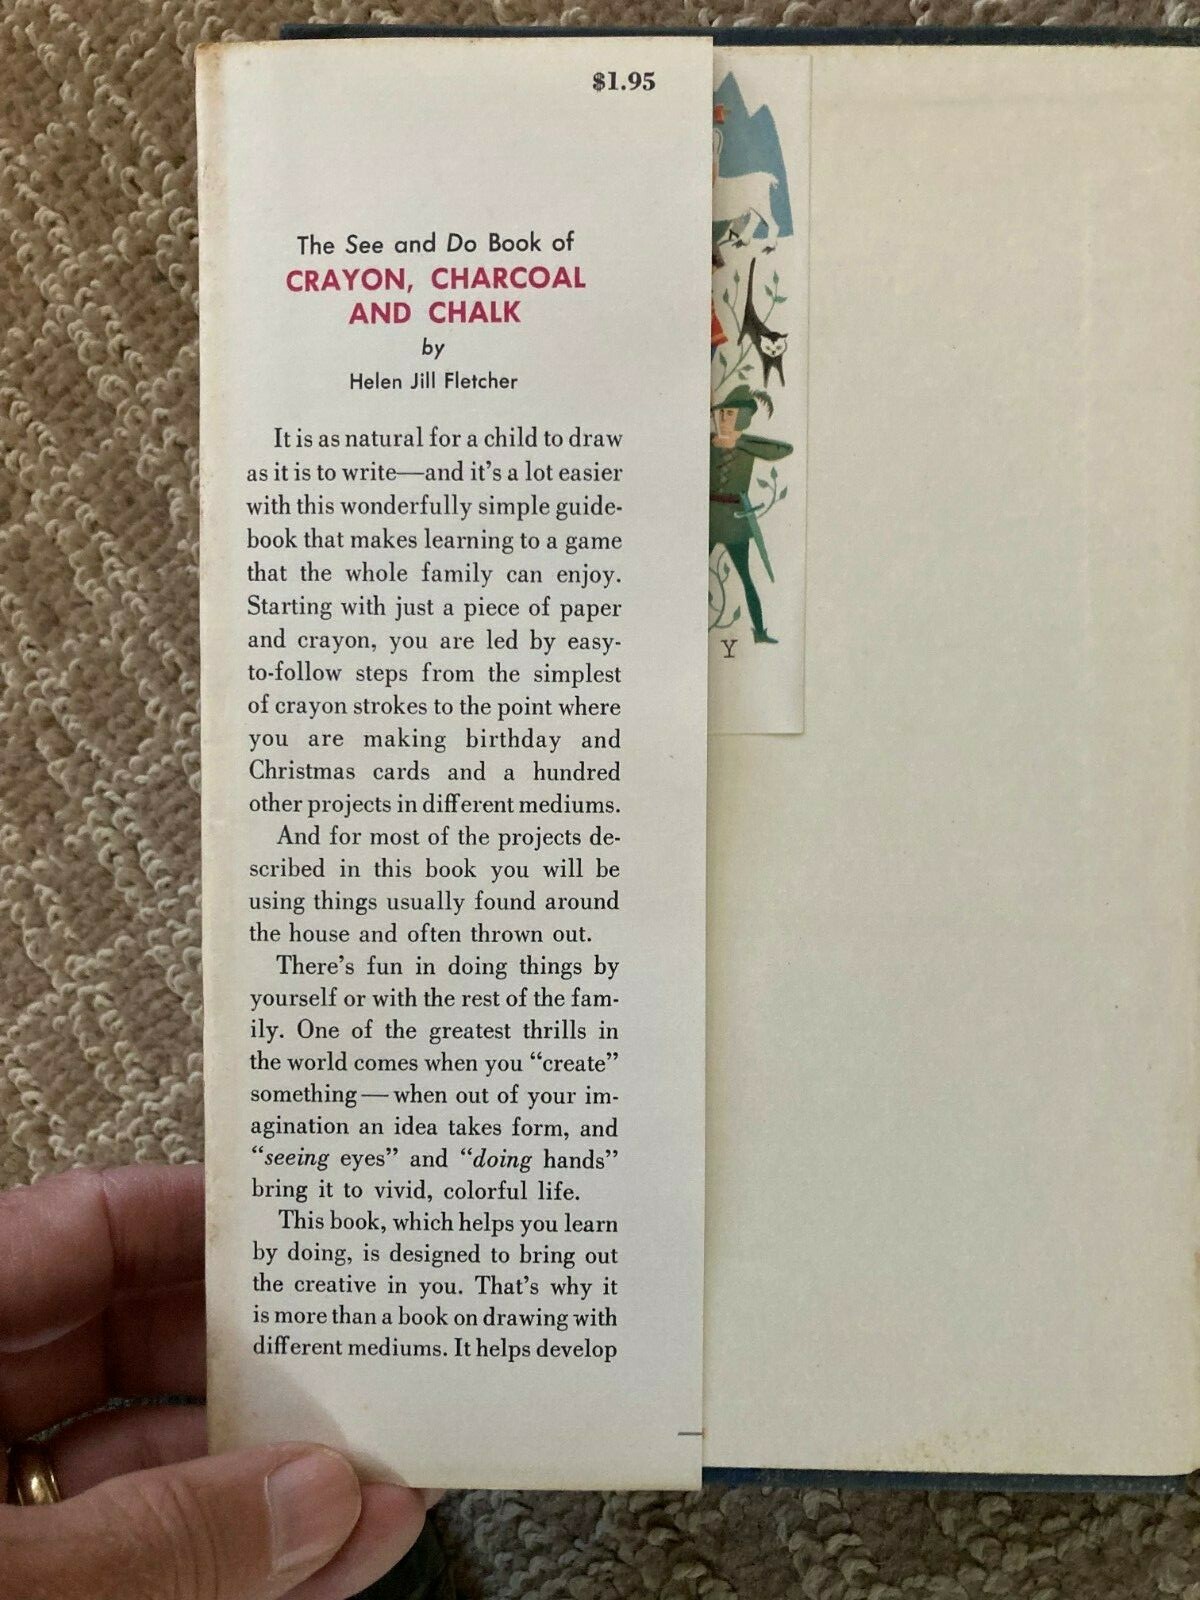 $1.95
The See and Do Book of
CRAYON, CHARCOAL
AND CHALK
by
Helen Jill Fletcher
It is as natural for a child to draw
as it is to write—and it's a lot easier
with this wonderfully simple guide-
book that makes learning to a game
that the whole family can enjoy.
Starting with just a piece of paper
and crayon, you are led by easy-
to-follow steps from the simplest
of crayon strokes to the point where
you are making birthday and
Christmas cards and a hundred
other projects in different mediums.
And for most of the projects de-
scribed in this book you will be
using things usually found around
the house and often thrown out.
There's fun in doing things by
yourself or with the rest of the fam-
ily. One of the greatest thrills in
the world comes when you “create”
something — when out of your im-
agination an idea takes form, and
“seeing eyes” and “doing hands”
bring it to vivid, colorful life.
This book, which helps you learn
by doing, is designed to bring out
the creative in you. That's why it
is more than a book on drawing with
different mediums. It helps develop
Y